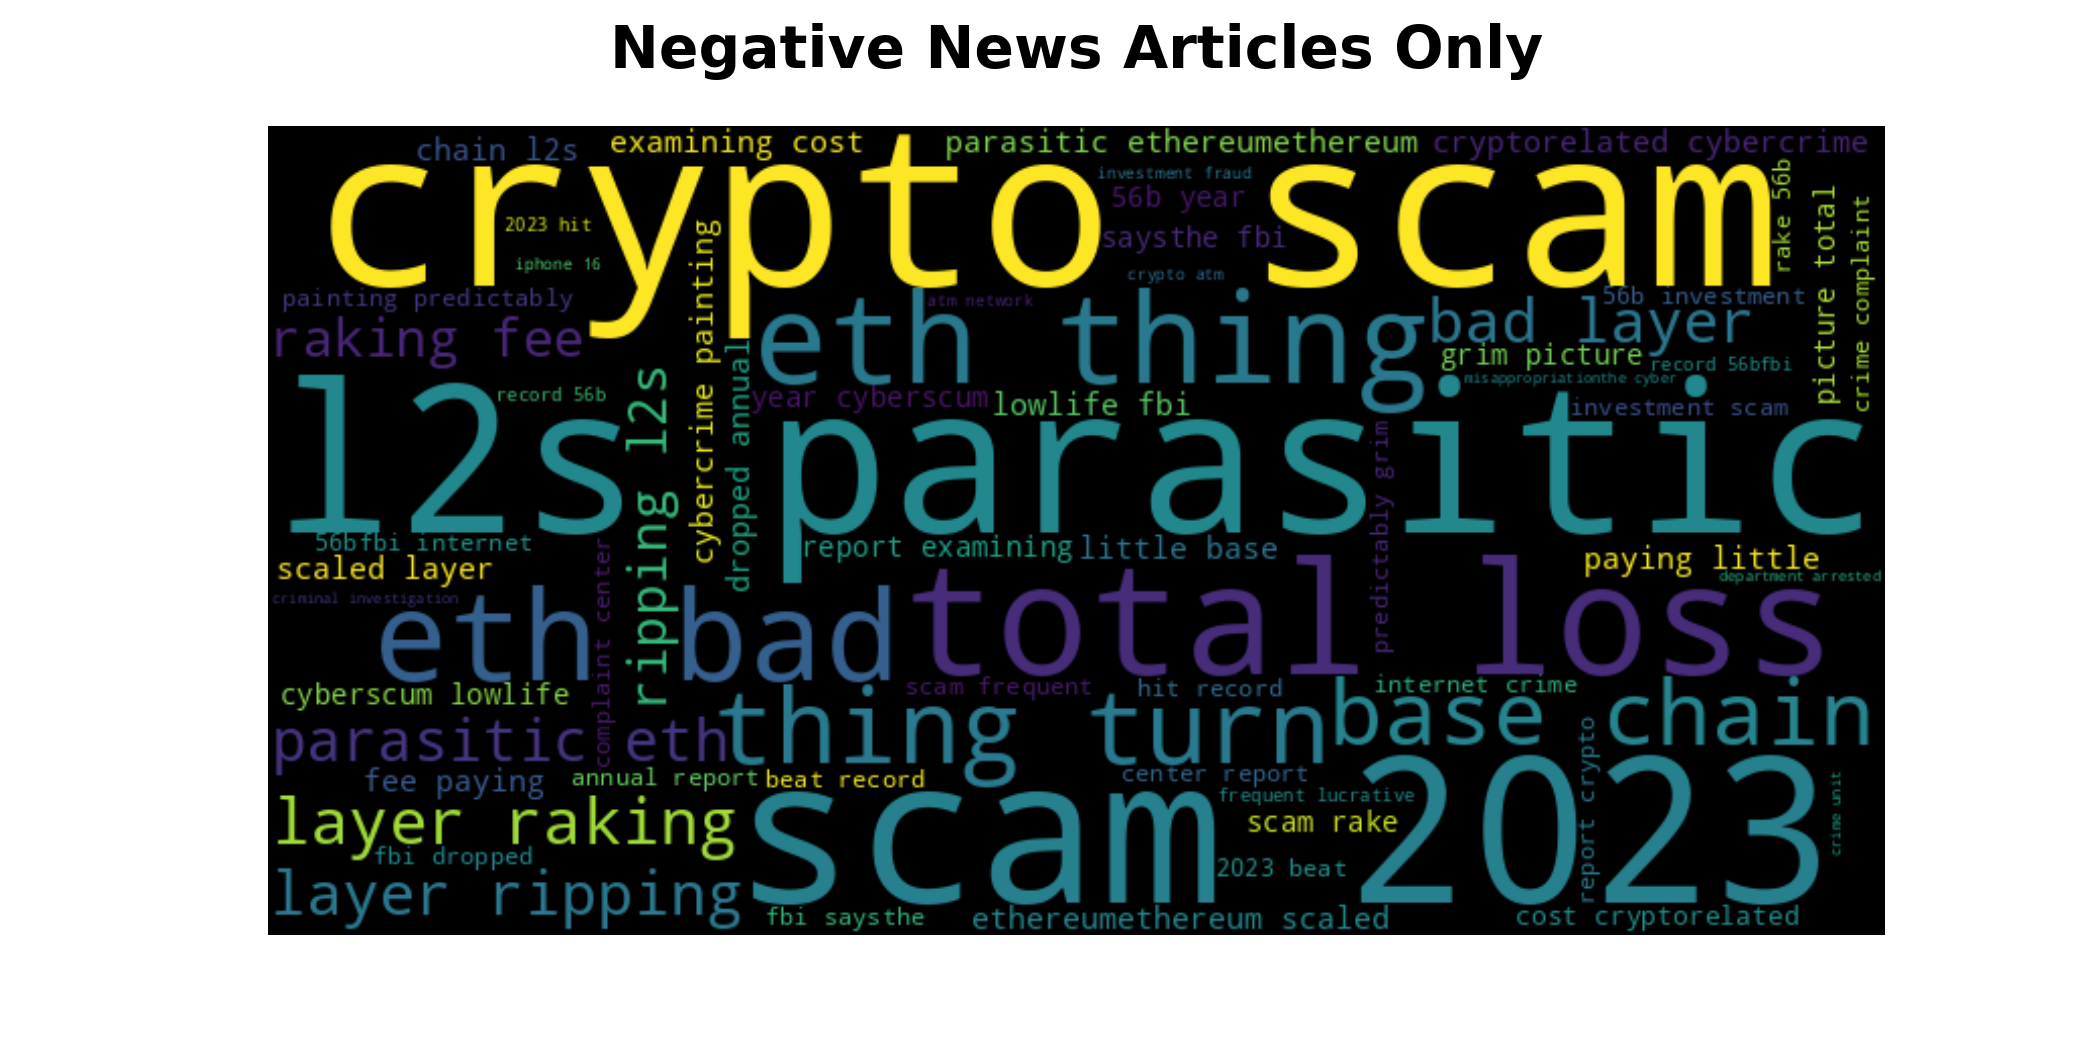 Negative News Articles Only
chain l2s
examining cost
parasitic ethereumethereum
cryptorelated cybercrime
crypto scam
investment fraud
56b year
2023 hit
saysthe fbi
iphone 16
crypto atm
rake 56b
picture total
crime complaint
painting predictably
atm network
56b investment
raking fee
eth thing
bad layer
cybercrime painting
dropped annual
grim picture
record 56bfbi
misappropriationthe cyber
record 56b
year cyberscum
lowlife fbi
investment scam
l2s parasitic
ripping l2s
predictably grim
56bfbi internet
report examining
little base
scaled layer
paying little
department arrested
criminal investigation
complaint center
eth bad
total loss
cyberscum lowlife
scam frequent
hit record
internet crime
parasitic eth
thing turn
base chain
fee paying
annual report
beat record
center report
report crypto
crime unit
layer raking
scam 2023
frequent lucrative
scam rake
fbi dropped
2023 beat
layer ripping
fbi saysthe
ethereumethereum scaled
cost cryptorelated